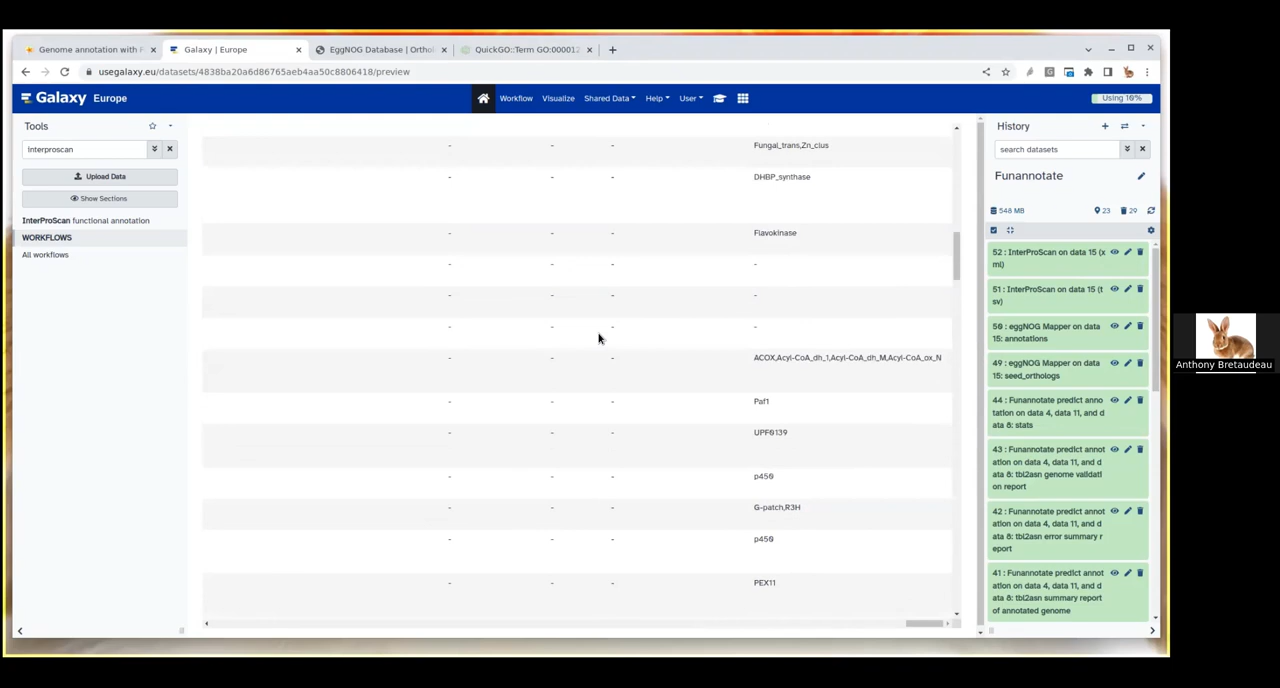 Genome annotation with F
Galaxy | Europe
EggNOG Database | Ortholo
QuickGO::Term GO:000012
usegalaxy.eu/datasets/4838ba20a6d86765aeb4aa50c8806418/preview
Galaxy Europe
Workflow Visualize Shared Data Help User
Using 10%
Tools
Interproscan
Upload Data
Show Sections
InterProScan functional annotation
WORKFLOWS
All workflows
- - - Fungal_trans,Zn_clus
- - - DHBP_synthase
- - - Flavokinase
- - - -
- - - -
- - - -
- - - ACOX,Acyl-CoA_dh_1,Acyl-CoA_dh_M,Acyl-CoA_ox_N
- - - Paf1
- - - UPF0139
- - - p450
- - - G-patch,R3H
- - - p450
- - - PEX11
History
search datasets
Funannotate
548 MB 23 29
52 : InterProScan on data 15 (x
ml)
51 : InterProScan on data 15 (t
sv)
50 : eggNOG Mapper on data
15: annotations
49 : eggNOG Mapper on data
15: seed_orthologs
44 : Funannotate predict anno
tation on data 4, data 11, and d
ata 8: stats
43 : Funannotate predict annot
ation on data 4, data 11, and d
ata 8: tbl2asn genome validati
on report
42 : Funannotate predict annot
ation on data 4, data 11, and d
ata 8: tbl2asn error summary r
eport
41 : Funannotate predict annot
ation on data 4, data 11, and d
ata 8: tbl2asn summary report
of annotated genome
Anthony Bretaudeau